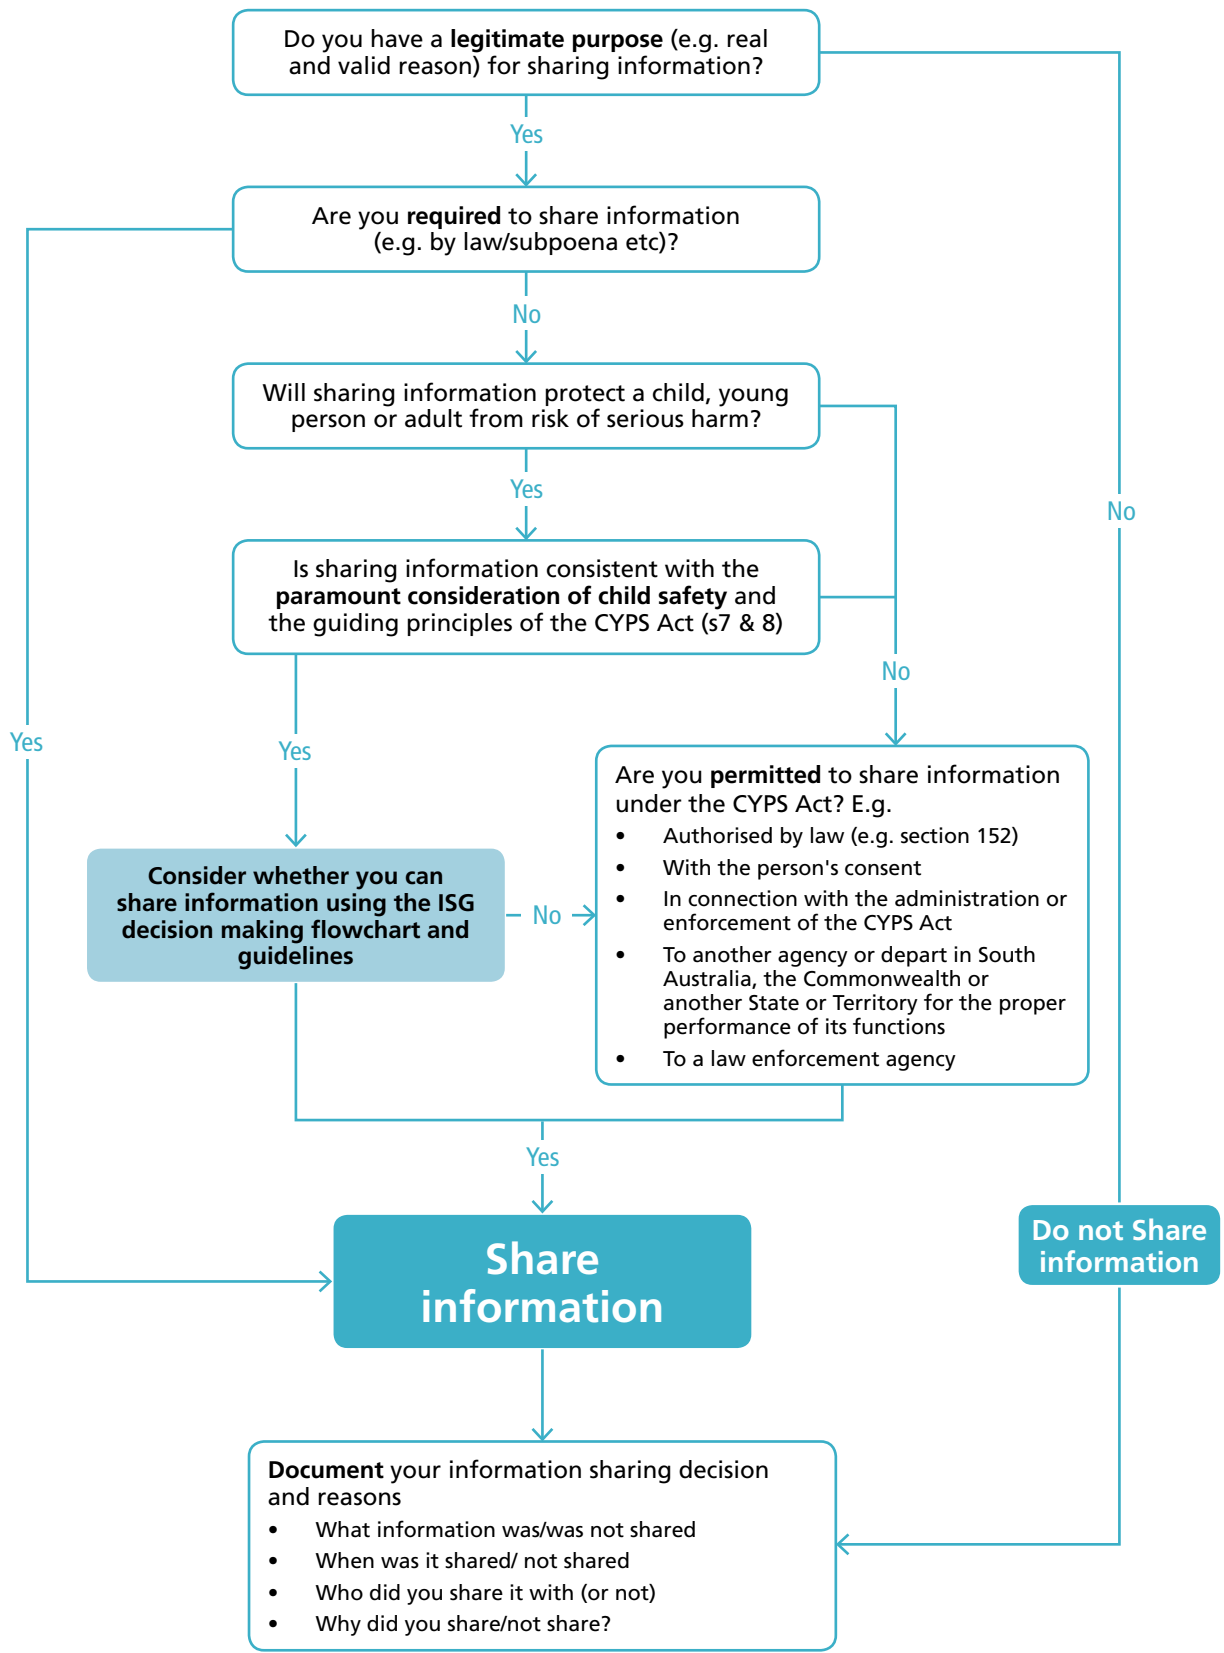 Do you have a legitimate purpose (e.g. real
and valid reason) for sharing information?
Yes
Are you required to share information
(e.g. by law/subpoena etc)?
No
Will sharing information protect a child, young
person or adult from risk of serious harm?
Yes
No
Is sharing information consistent with the
paramount consideration of child safety and
the guiding principles of the CYPS Act (s7 & 8)
No
Yes
Yes
Are you permitted to share information
under the CYPS Act? E.g.
• Authorised by law (e.g. section 152)
• With the person's consent
• In connection with the administration or
enforcement of the CYPS Act
• To another agency or depart in South
Australia, the Commonwealth or
another State or Territory for the proper
performance of its functions
• To a law enforcement agency
Consider whether you can
share information using the ISG
decision making flowchart and
guidelines
No
Yes
Share
information
Do not Share
information
Document your information sharing decision
and reasons
• What information was/was not shared
• When was it shared/ not shared
• Who did you share it with (or not)
• Why did you share/not share?